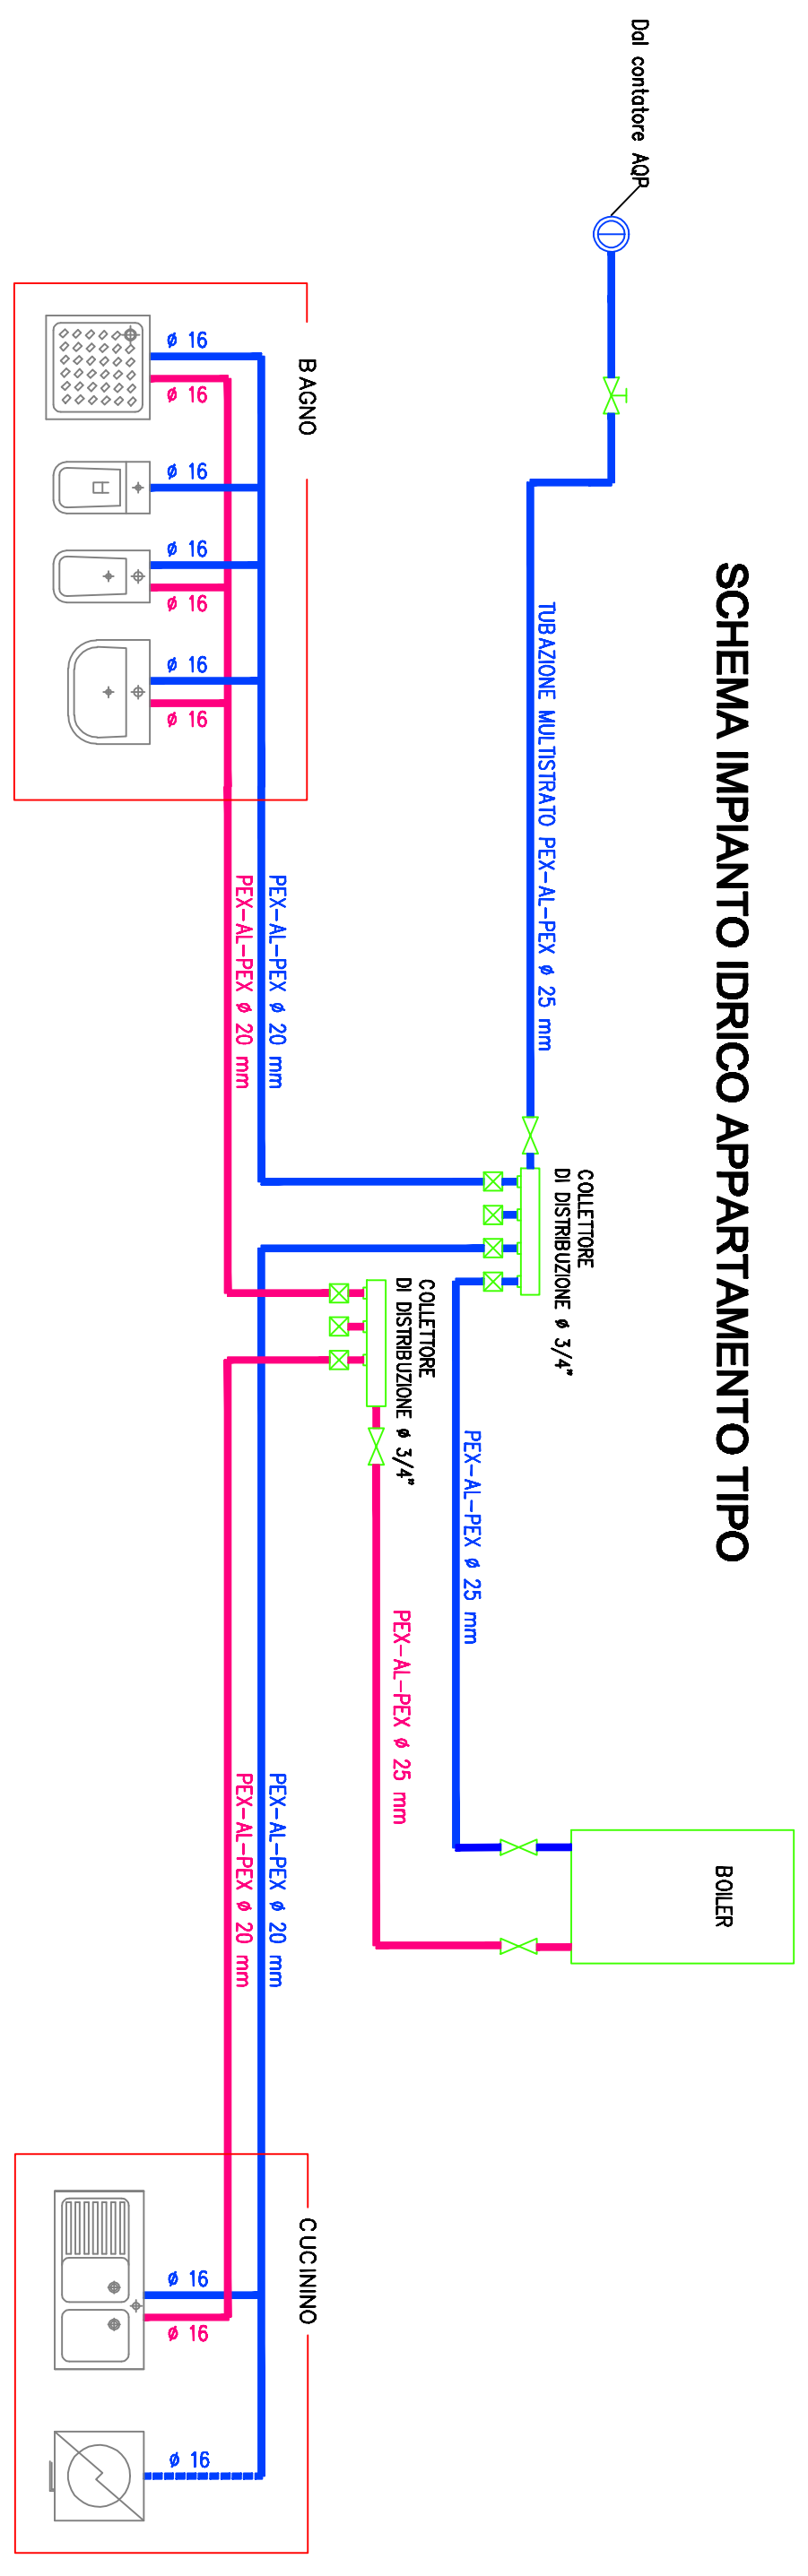 SCHEMA IMPIANTO IDRICO APPARTAMENTO TIPO
Dal contatore AQP
TUBAZIONE MULTISTRATO PEX-AL-PEX ø 25 mm
COLLETTORE
DI DISTRIBUZIONE ø 3/4"
BOILER
PEX-AL-PEX ø 25 mm
COLLETTORE
DI DISTRIBUZIONE ø 3/4"
PEX-AL-PEX ø 25 mm
BAGNO
PEX-AL-PEX ø 20 mm
PEX-AL-PEX ø 20 mm
PEX-AL-PEX ø 20 mm
PEX-AL-PEX ø 20 mm
CUCININO
ø 16
ø 16
ø 16
ø 16
ø 16
ø 16
ø 16
ø 16
ø 16
ø 16